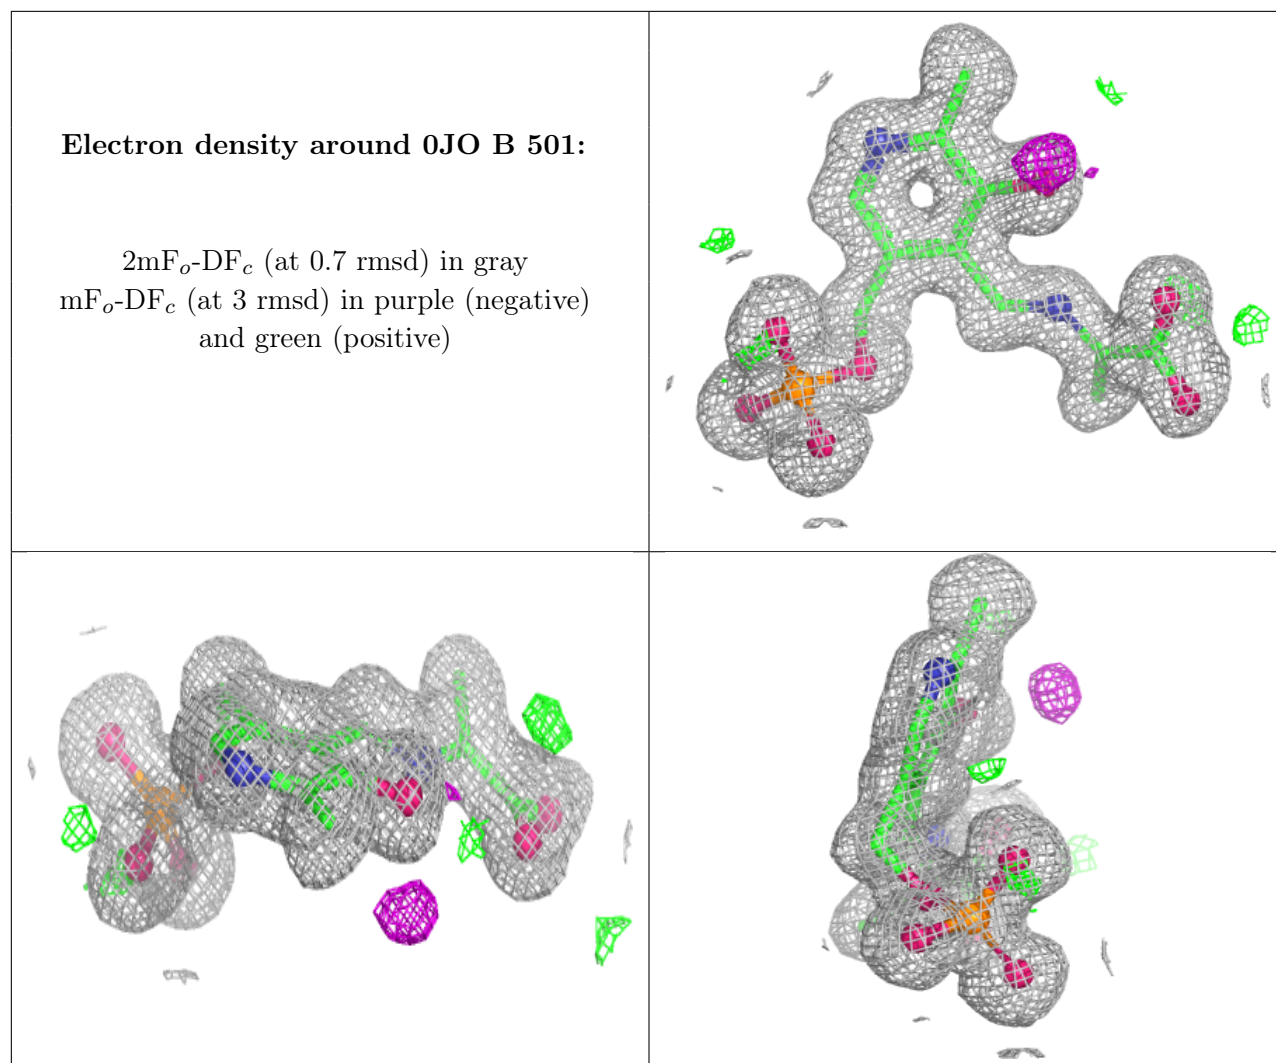 Electron density around 0JO B 501:
2mFo-DFc (at 0.7 rmsd) in gray
mFo-DFc (at 3 rmsd) in purple (negative)
and green (positive)